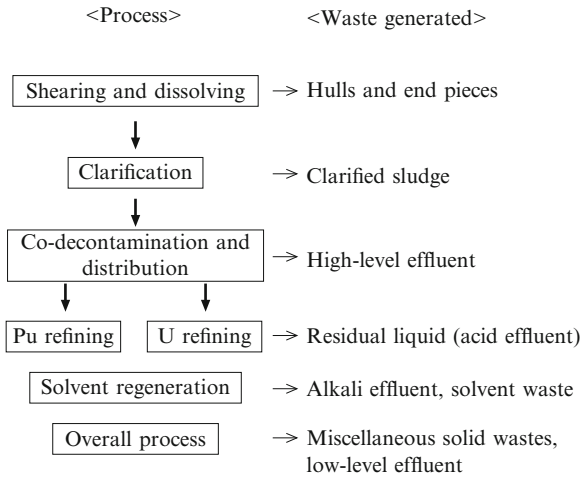 <Process>
<Waste generated>
Shearing and dissolving
Hulls and end pieces
Clarification
Clarified sludge
Co-decontamination and
distribution
High-level effluent
Pu refining
U refining
Residual liquid (acid effluent)
Solvent regeneration
Alkali effluent, solvent waste
Overall process
Miscellaneous solid wastes,
low-level effluent